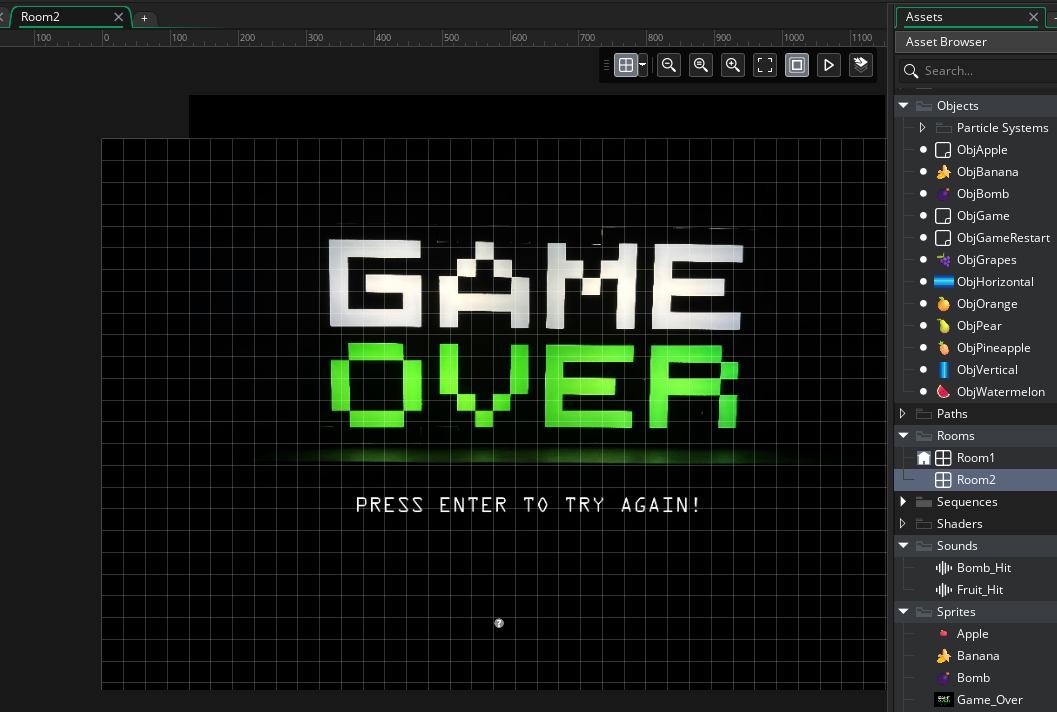 Room2
Assets
100 0 100 200 300 400 500 600 700 800 900 1000 1100
Asset Browser
Search...
Objects
Particle Systems
ObjApple
ObjBanana
ObjBomb
ObjGame
ObjGameRestart
ObjGrapes
ObjHorizontal
ObjOrange
ObjPear
ObjPineapple
ObjVertical
ObjWatermelon
Paths
Rooms
Room1
Room2
Sequences
Shaders
Sounds
Bomb_Hit
Fruit_Hit
Sprites
Apple
Banana
Bomb
Game_Over
GAME
OVER
PRESS ENTER TO TRY AGAIN!
?